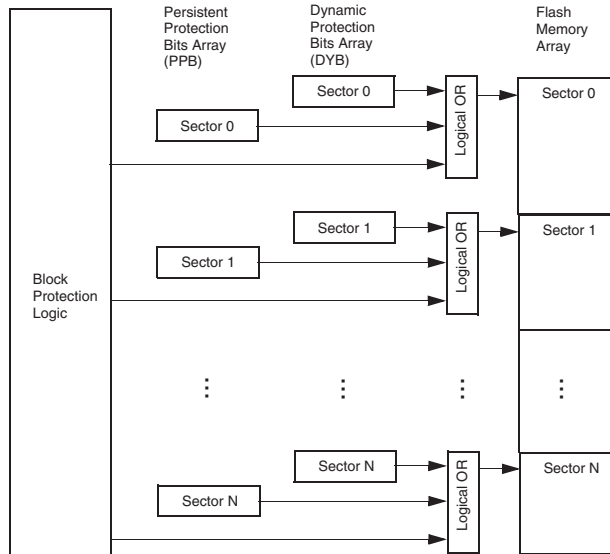 Persistent
Protection
Bits Array
(PPB)
Dynamic
Protection
Bits Array
(DYB)
Flash
Memory
Array
Sector 0
Sector 0
Logical OR
Sector 0
Sector 1
Sector 1
Logical OR
Sector 1
Block
Protection
Logic
...
...
...
...
Sector N
Sector N
Logical OR
Sector N